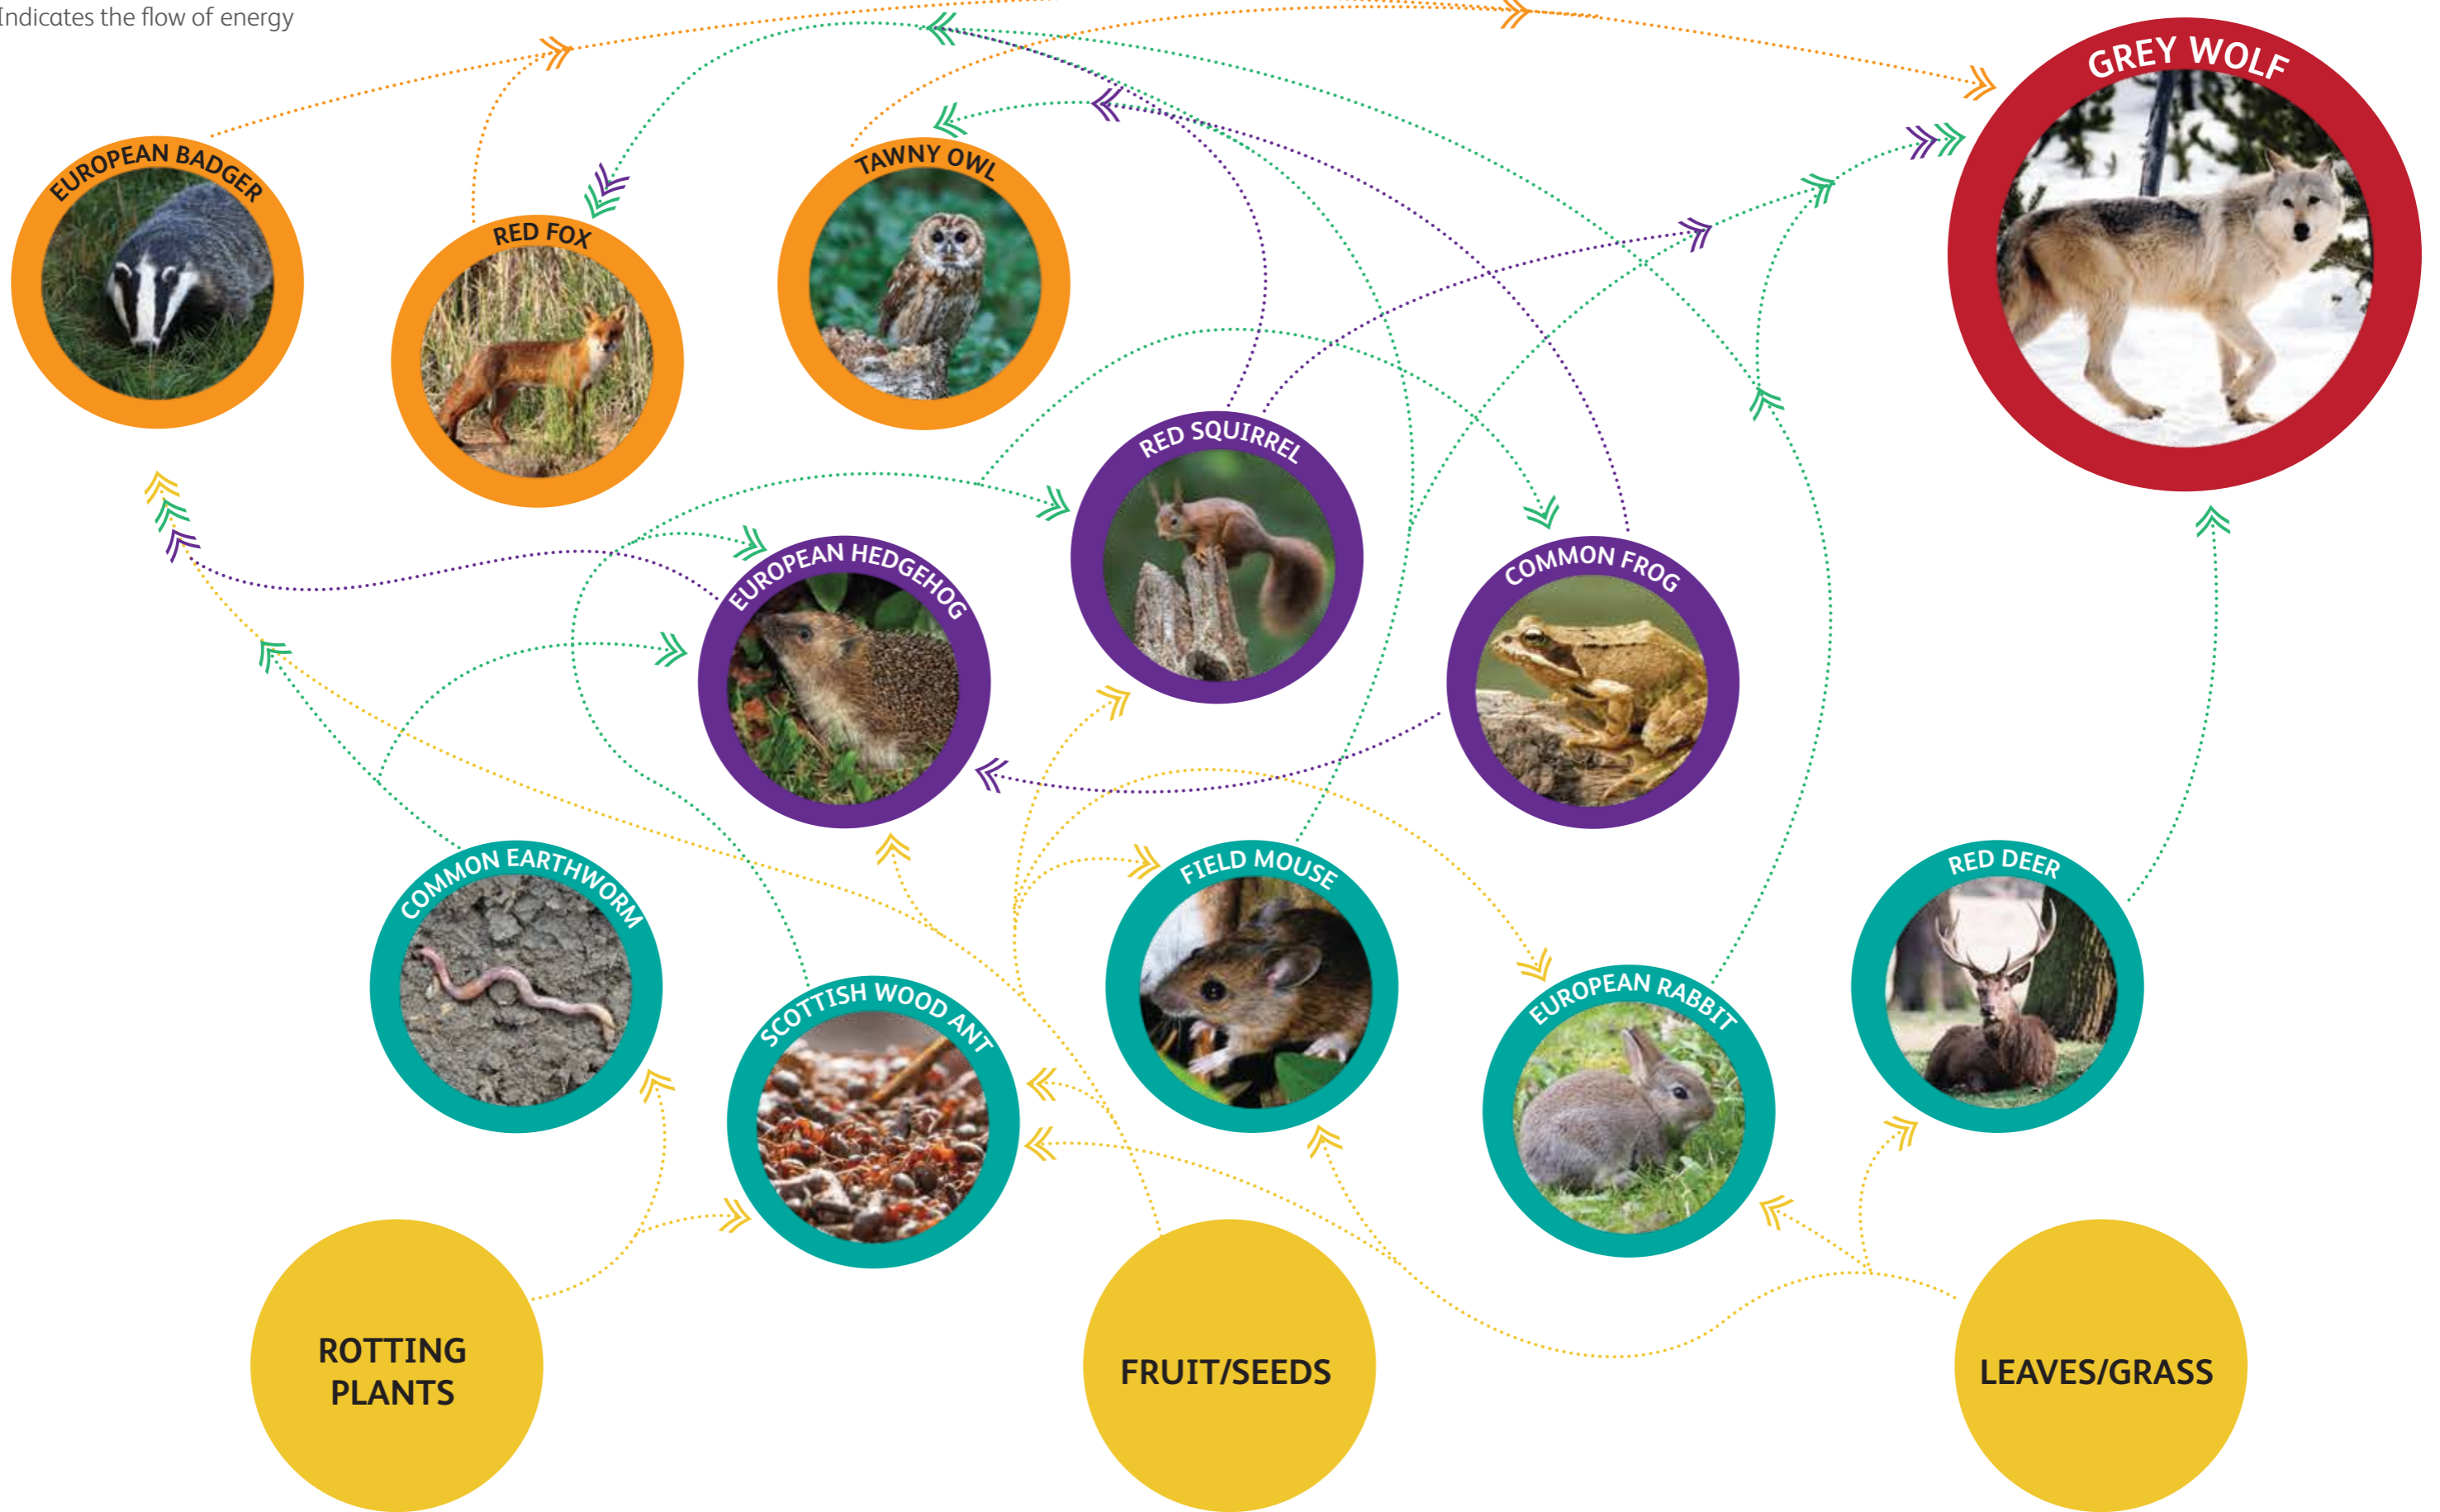 Indicates the flow of energy
GREY WOLF
EUROPEAN BADGER
TAWNY OWL
RED FOX
RED SQUIRREL
EUROPEAN HEDGEHOG
COMMON FROG
COMMON EARTHWORM
FIELD MOUSE
RED DEER
SCOTTISH WOOD ANT
EUROPEAN RABBIT
ROTTING
PLANTS
FRUIT/SEEDS
LEAVES/GRASS